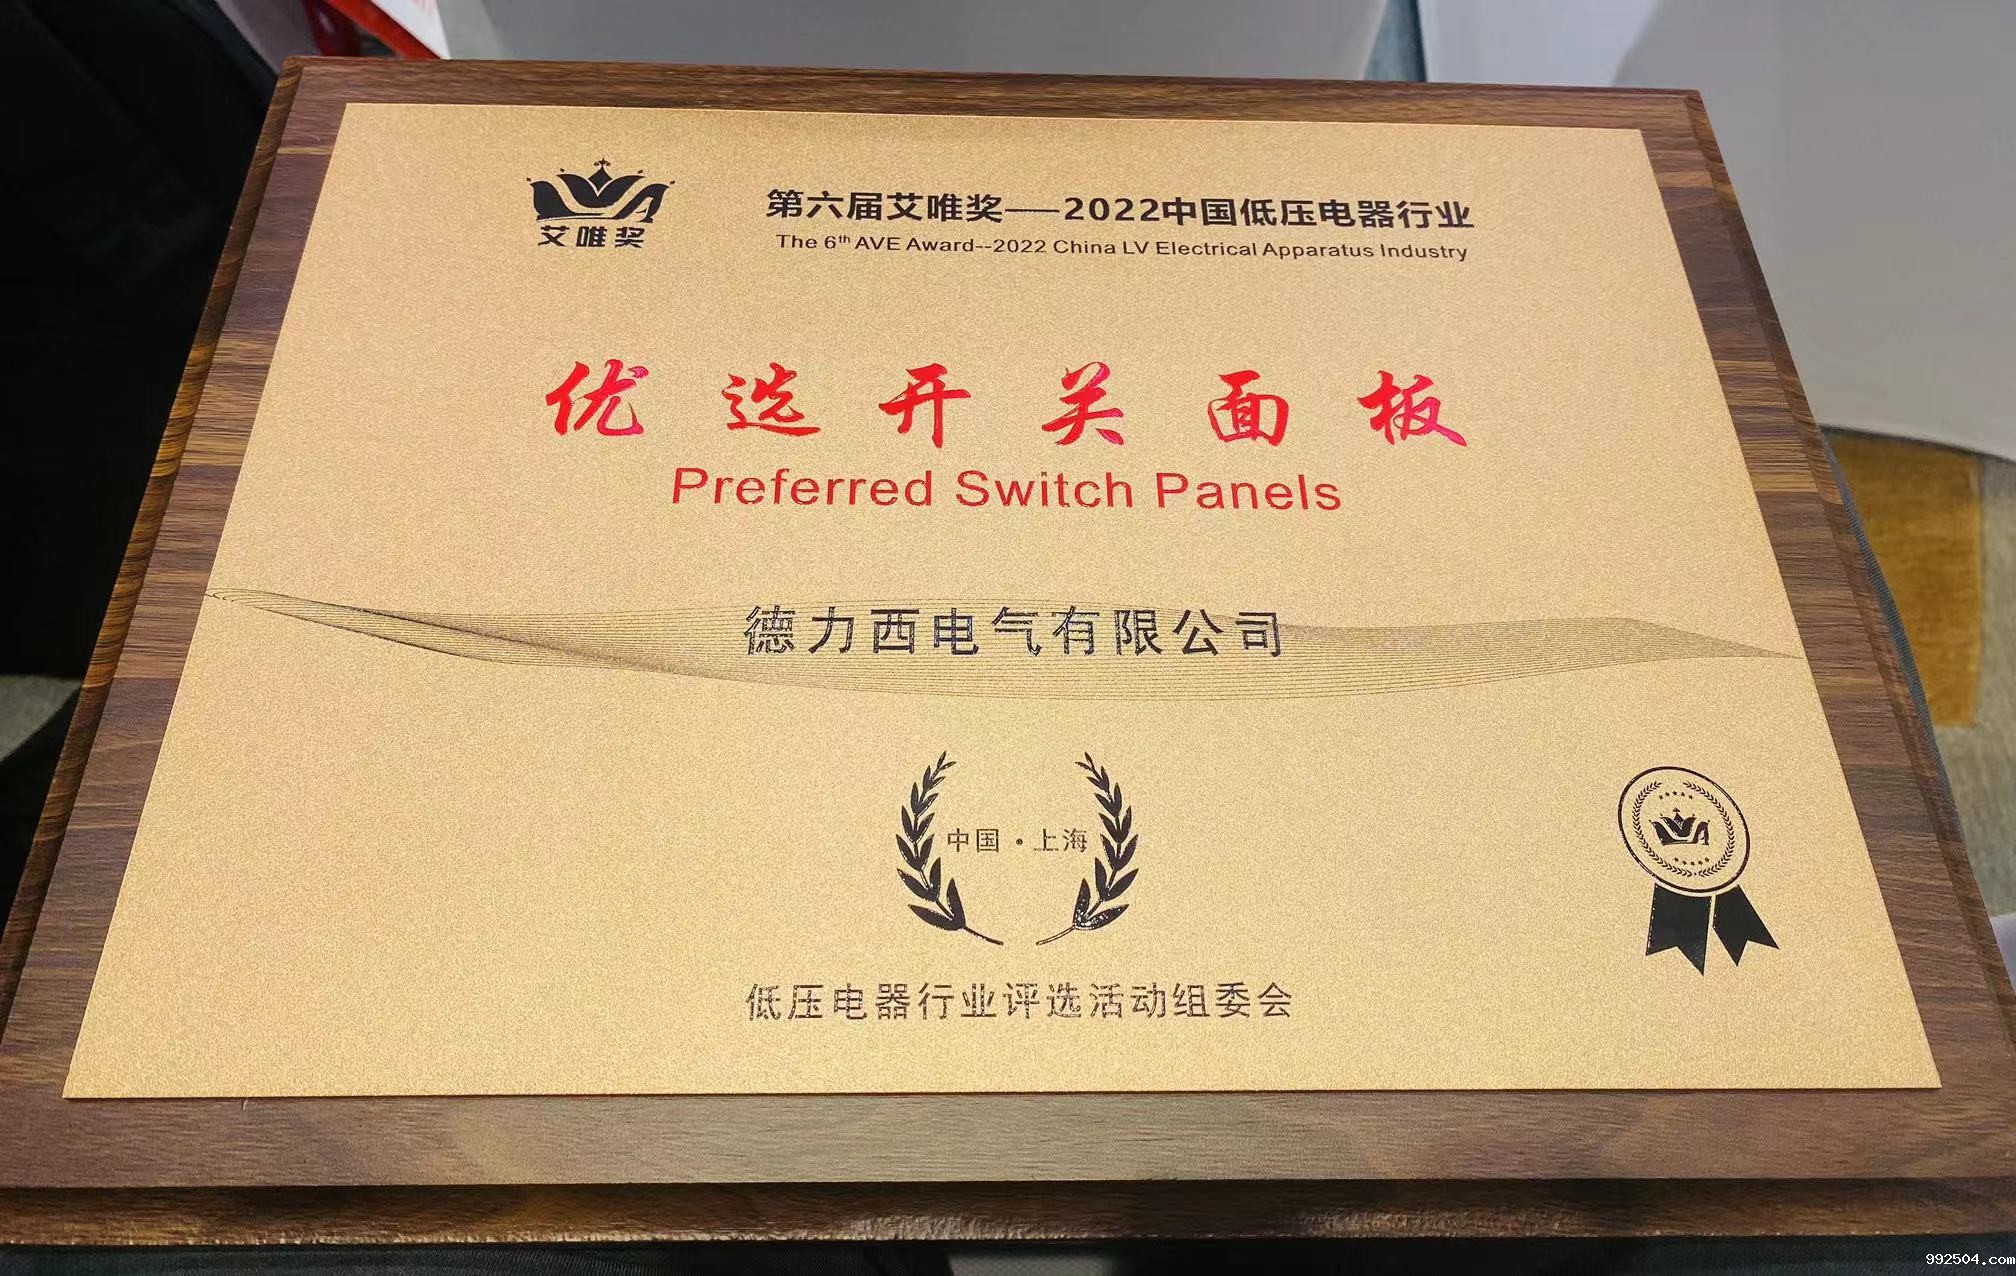 艾唯奖
第六届艾唯奖——2022中国低压电器行业
The 6th AVE Award--2022 China LV Electrical Apparatus Industry
优选开关面板
Preferred Switch Panels
德力西电气有限公司
中国·上海
低压电器行业评选活动组委会
992504.com